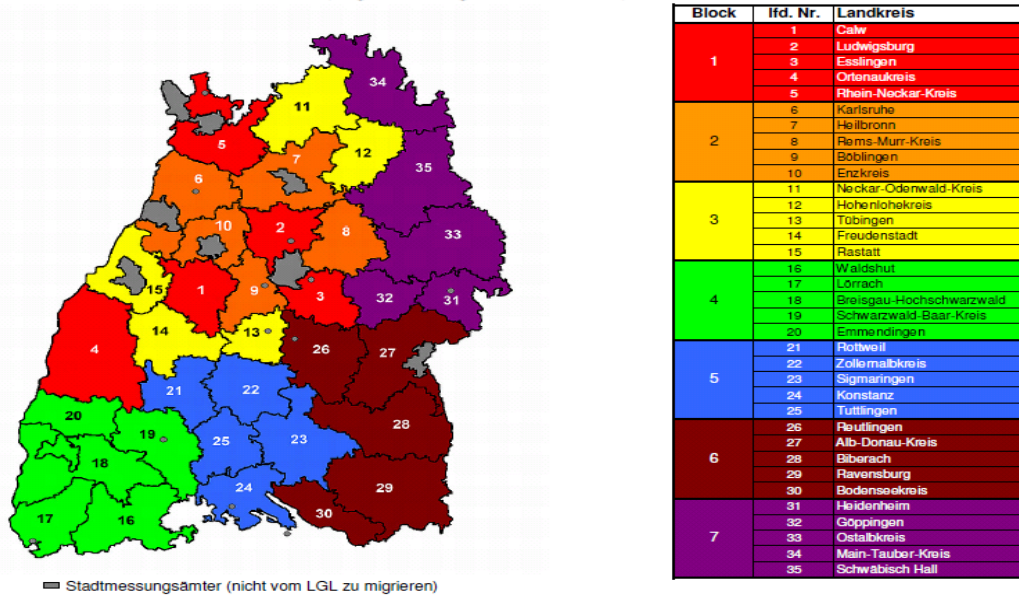 Block lfd. Nr. Landkreis
1
1 Calw
2 Ludwigsburg
3 Esslingen
4 Ortenaukreis
5 Rhein-Neckar-Kreis
2
6 Karlsruhe
7 Heilbronn
8 Rems-Murr-Kreis
9 Böblingen
10 Enzkreis
3
11 Neckar-Odenwald-Kreis
12 Hohenlohekreis
13 Tübingen
14 Freudenstadt
15 Rastatt
4
16 Waldshut
17 Lörrach
18 Breisgau-Hochschwarzwald
19 Schwarzwald-Baar-Kreis
20 Emmendingen
5
21 Rottweil
22 Zollernalbkreis
23 Sigmaringen
24 Konstanz
25 Tuttlingen
6
26 Reutlingen
27 Alb-Donau-Kreis
28 Biberach
29 Ravensburg
30 Bodenseekreis
7
31 Heidenheim
32 Göppingen
33 Ostalbkreis
34 Main-Tauber-Kreis
35 Schwäbisch Hall
34
11
5
12
7
35
6
10
2
8
33
15
1
9
3
32
31
14
13
4
26
27
21
22
20
28
19
25
23
18
24
29
30
17
16
Stadtmessungsämter (nicht vom LGL zu migrieren)